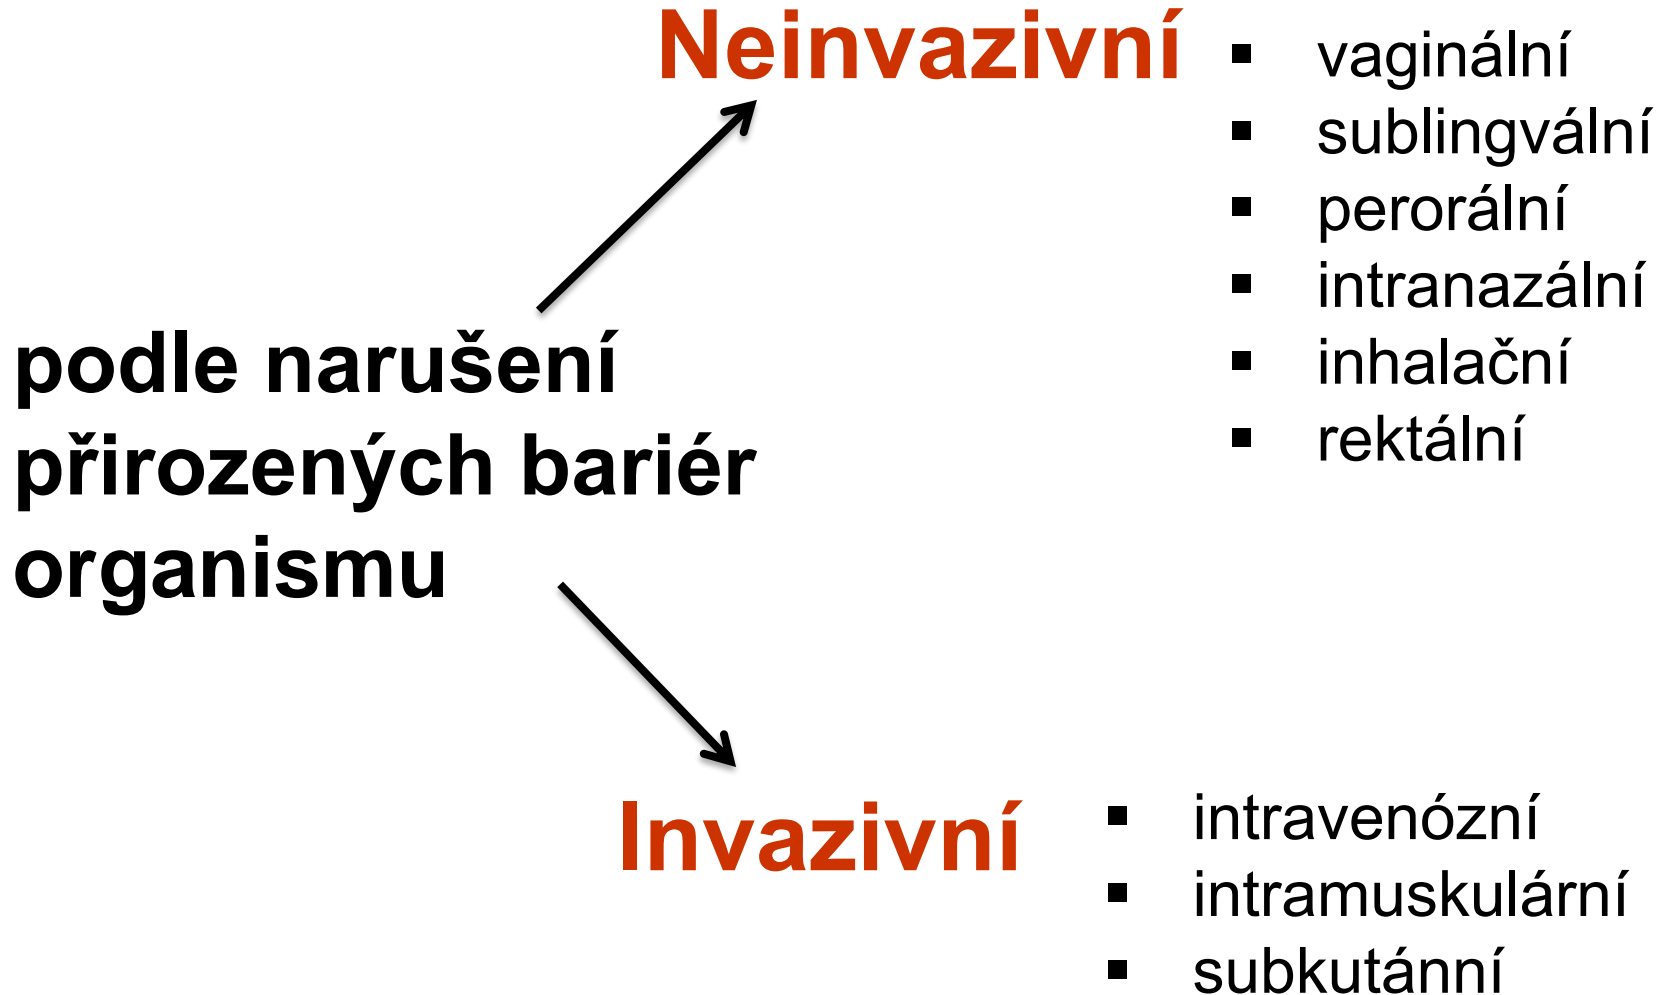 Neinvazivní
▪ vaginální
▪ sublingvální
▪ perorální
▪ intranazální
▪ inhalační
▪ rektální
podle narušení
přirozených bariér
organismu
Invazivní
▪ intravenózní
▪ intramuskulární
▪ subkutánní